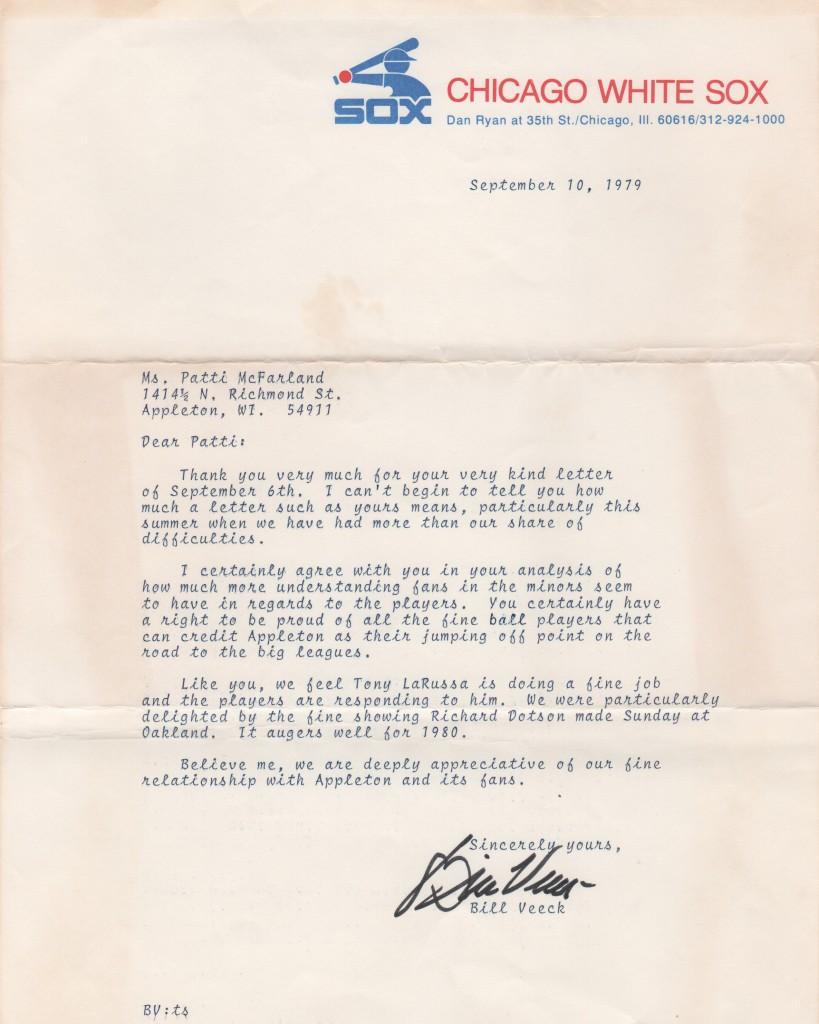 SOX
CHICAGO WHITE SOX
Dan Ryan at 35th St./Chicago, Ill. 60616/312-924-1000
September 10, 1979
Ms. Patti McFarland
1414½ N. Richmond St.
Appleton, WI. 54911
Dear Patti:
Thank you very much for your very kind letter
of September 6th. I can't begin to tell you how
much a letter such as yours means, particularly this
summer when we have had more than our share of
difficulties.
I certainly agree with you in your analysis of
how much more understanding fans in the minors seem
to have in regards to the players. You certainly have
a right to be proud of all the fine ball players that
can credit Appleton as their jumping off point on the
road to the big leagues.
Like you, we feel Tony LaRussa is doing a fine job
and the players are responding to him. We were particularly
delighted by the fine showing Richard Dotson made Sunday at
Oakland. It augers well for 1980.
Believe me, we are deeply appreciative of our fine
relationship with Appleton and its fans.
Sincerely yours,
Bill Veeck
Bill Veeck
BV:ts